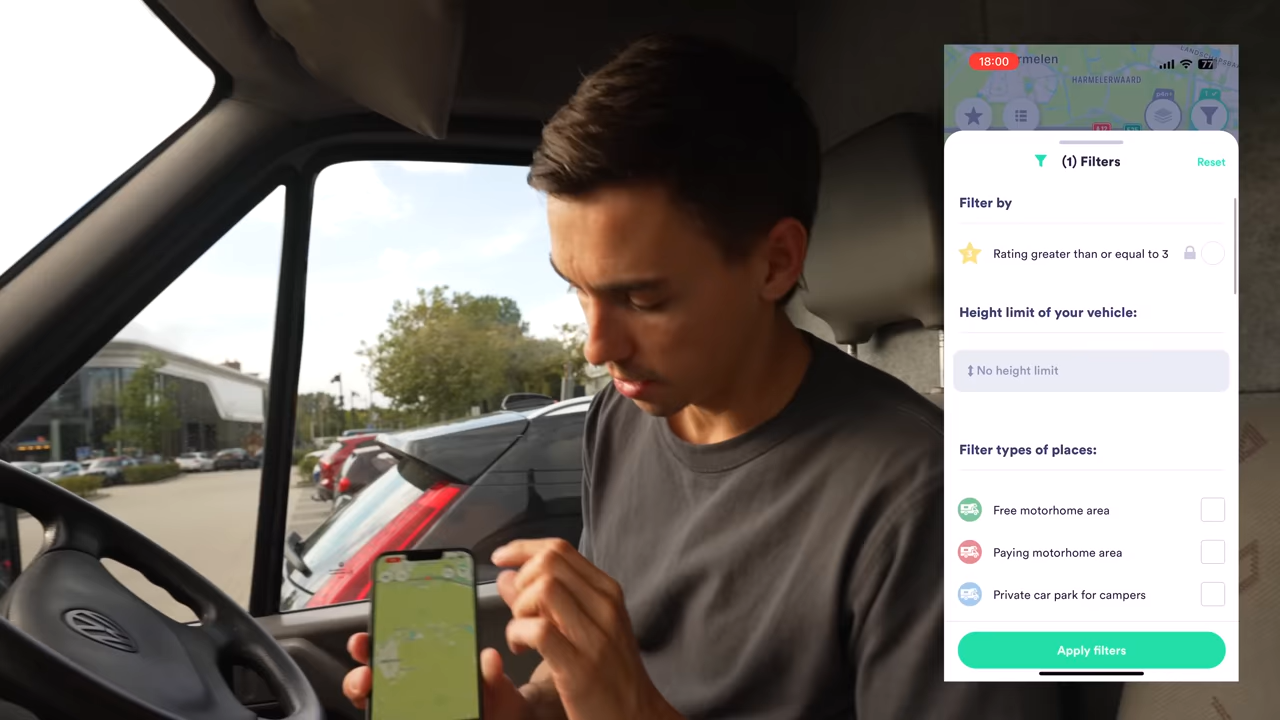 18:00
rmelen
77
HARMELERWAARD
(1) Filters
Reset
Filter by
3
Rating greater than or equal to 3
Height limit of your vehicle:
No height limit
Filter types of places:
Free motorhome area
Paying motorhome area
Private car park for campers
Apply filters